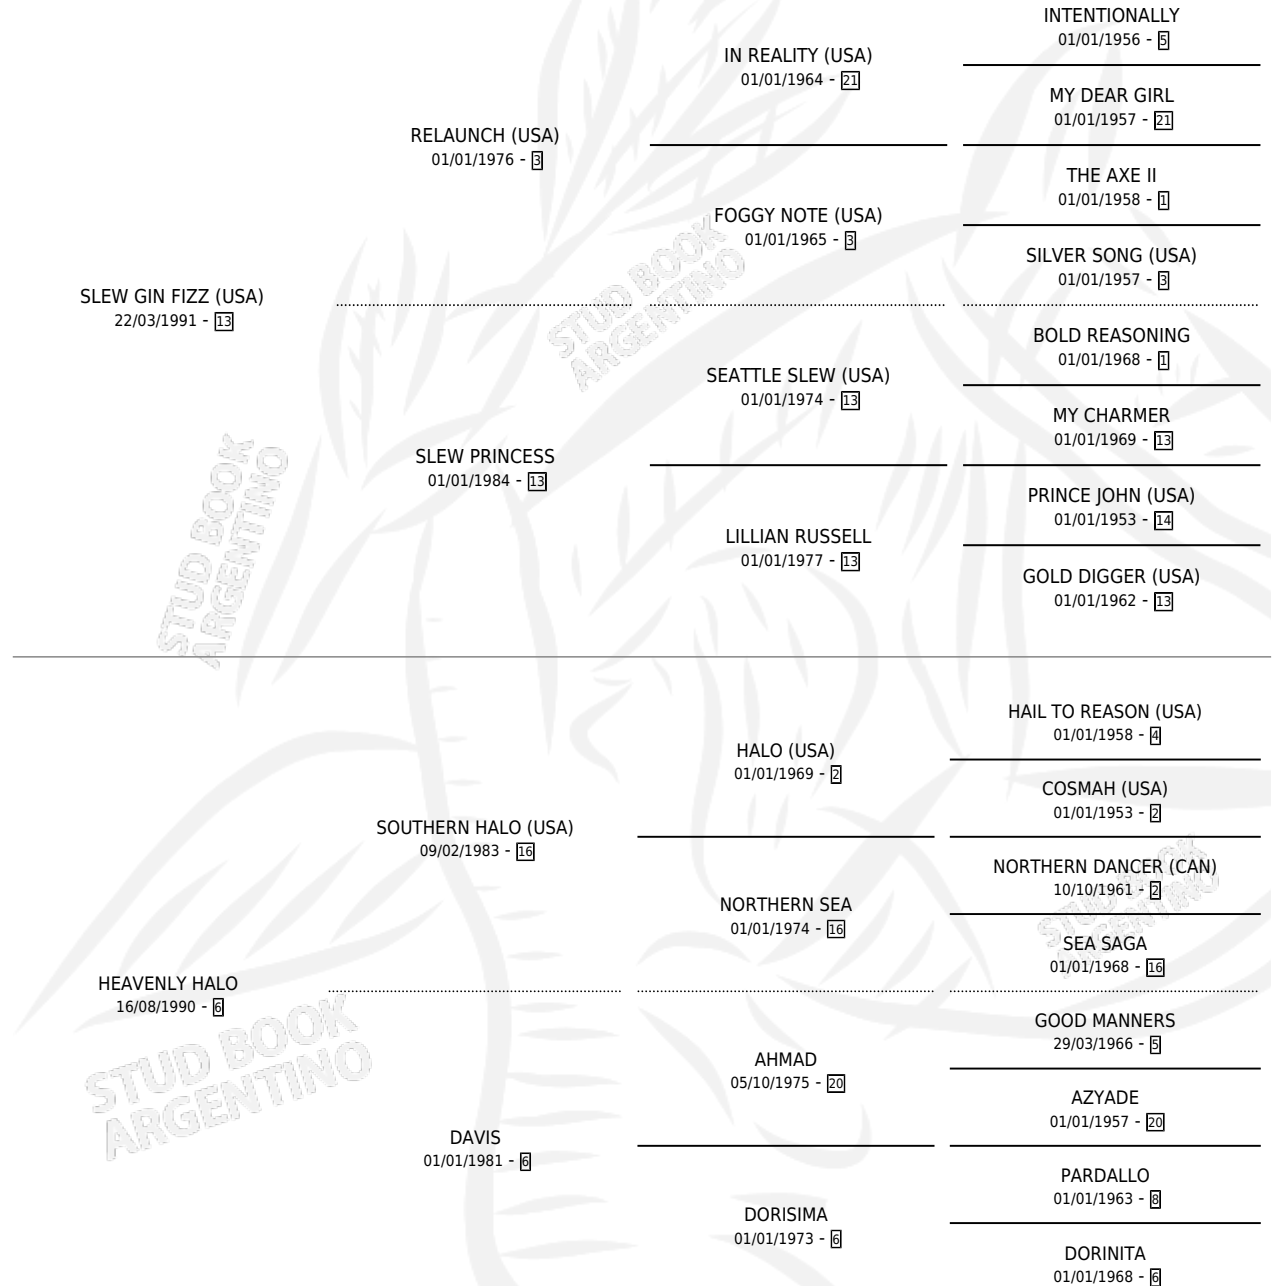 INTENTIONALLY
01/01/1956 - 5
IN REALITY (USA)
01/01/1964 - 21
MY DEAR GIRL
01/01/1957 - 21
RELAUNCH (USA)
01/01/1976 - 3
THE AXE II
01/01/1958 - 1
FOGGY NOTE (USA)
01/01/1965 - 3
SILVER SONG (USA)
01/01/1957 - 3
SLEW GIN FIZZ (USA)
22/03/1991 - 13
BOLD REASONING
01/01/1968 - 1
SEATTLE SLEW (USA)
01/01/1974 - 13
MY CHARMER
01/01/1969 - 13
SLEW PRINCESS
01/01/1984 - 13
PRINCE JOHN (USA)
01/01/1953 - 14
LILLIAN RUSSELL
01/01/1977 - 13
GOLD DIGGER (USA)
01/01/1962 - 13
HAIL TO REASON (USA)
01/01/1958 - 4
HALO (USA)
01/01/1969 - 2
COSMAH (USA)
01/01/1953 - 2
SOUTHERN HALO (USA)
09/02/1983 - 16
NORTHERN DANCER (CAN)
10/10/1961 - 2
NORTHERN SEA
01/01/1974 - 16
SEA SAGA
01/01/1968 - 16
HEAVENLY HALO
16/08/1990 - 6
GOOD MANNERS
29/03/1966 - 5
AHMAD
05/10/1975 - 20
AZYADE
01/01/1957 - 20
DAVIS
01/01/1981 - 6
PARDALLO
01/01/1963 - 8
DORISIMA
01/01/1973 - 6
DORINITA
01/01/1968 - 6
STUD BOOK
ARGENTINO
STUD BOOK
ARGENTINO
STUD BOOK
ARGENTINO
STUD BOOK
ARGENTINO